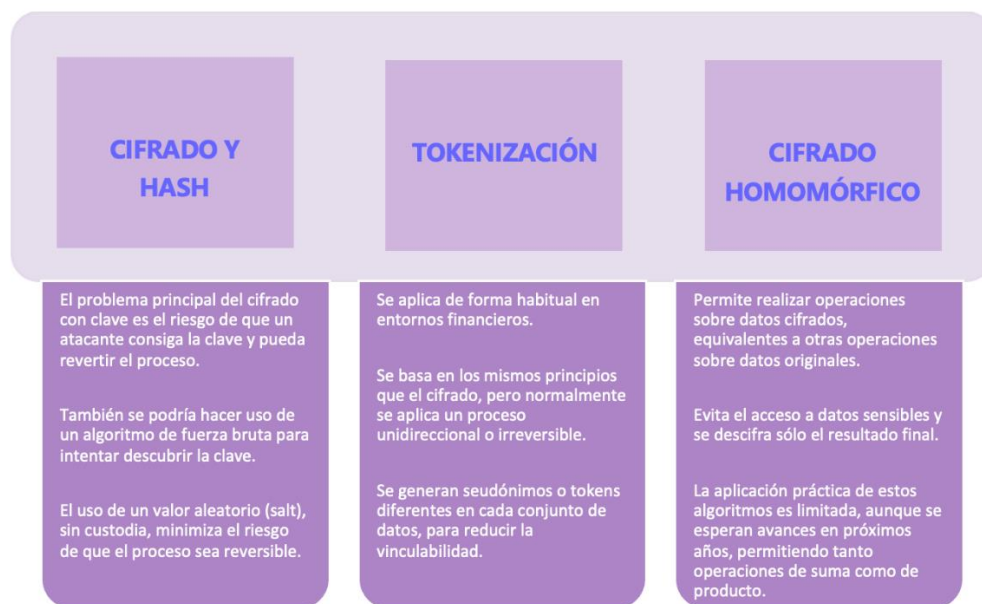 CIFRADO Y
HASH
El problema principal del cifrado
con clave es el riesgo de que un
atacante consiga la clave y pueda
revertir el proceso.
También se podría hacer uso de
un algoritmo de fuerza bruta para
intentar descubrir la clave.
El uso de un valor aleatorio (salt),
sin custodia, minimiza el riesgo
de que el proceso sea reversible.
TOKENIZACIÓN
Se aplica de forma habitual en
entornos financieros.
Se basa en los mismos principios
que el cifrado, pero normalmente
se aplica un proceso
unidireccional o irreversible.
Se generan seudónimos o tokens
diferentes en cada conjunto de
datos, para reducir la
vinculabilidad.
CIFRADO
HOMOMÓRFICO
Permite realizar operaciones
sobre datos cifrados,
equivalentes a otras operaciones
sobre datos originales.
Evita el acceso a datos sensibles y
se descifra sólo el resultado final.
La aplicación práctica de estos
algoritmos es limitada, aunque se
esperan avances en próximos
años, permitiendo tanto
operaciones de suma como de
producto.